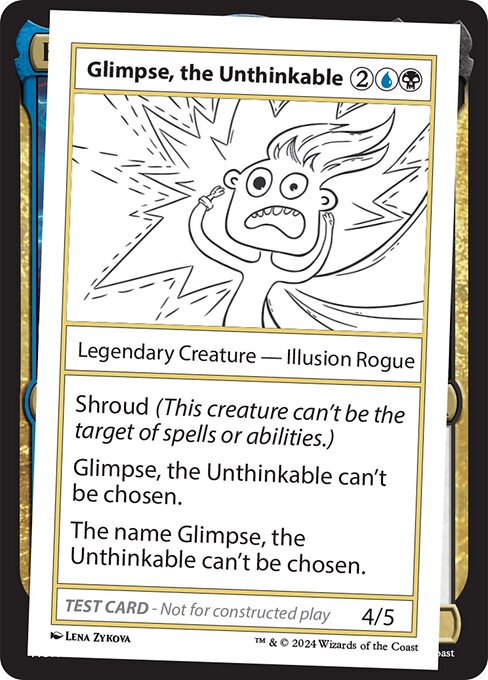 Glimpse, the Unthinkable 2
Legendary Creature — Illusion Rogue
Shroud (This creature can't be the
target of spells or abilities.)
Glimpse, the Unthinkable can't
be chosen.
The name Glimpse, the
Unthinkable can't be chosen.
TEST CARD - Not for constructed play
4/5
LENA ZYKOVA
™ & © 2024 Wizards of the Coast